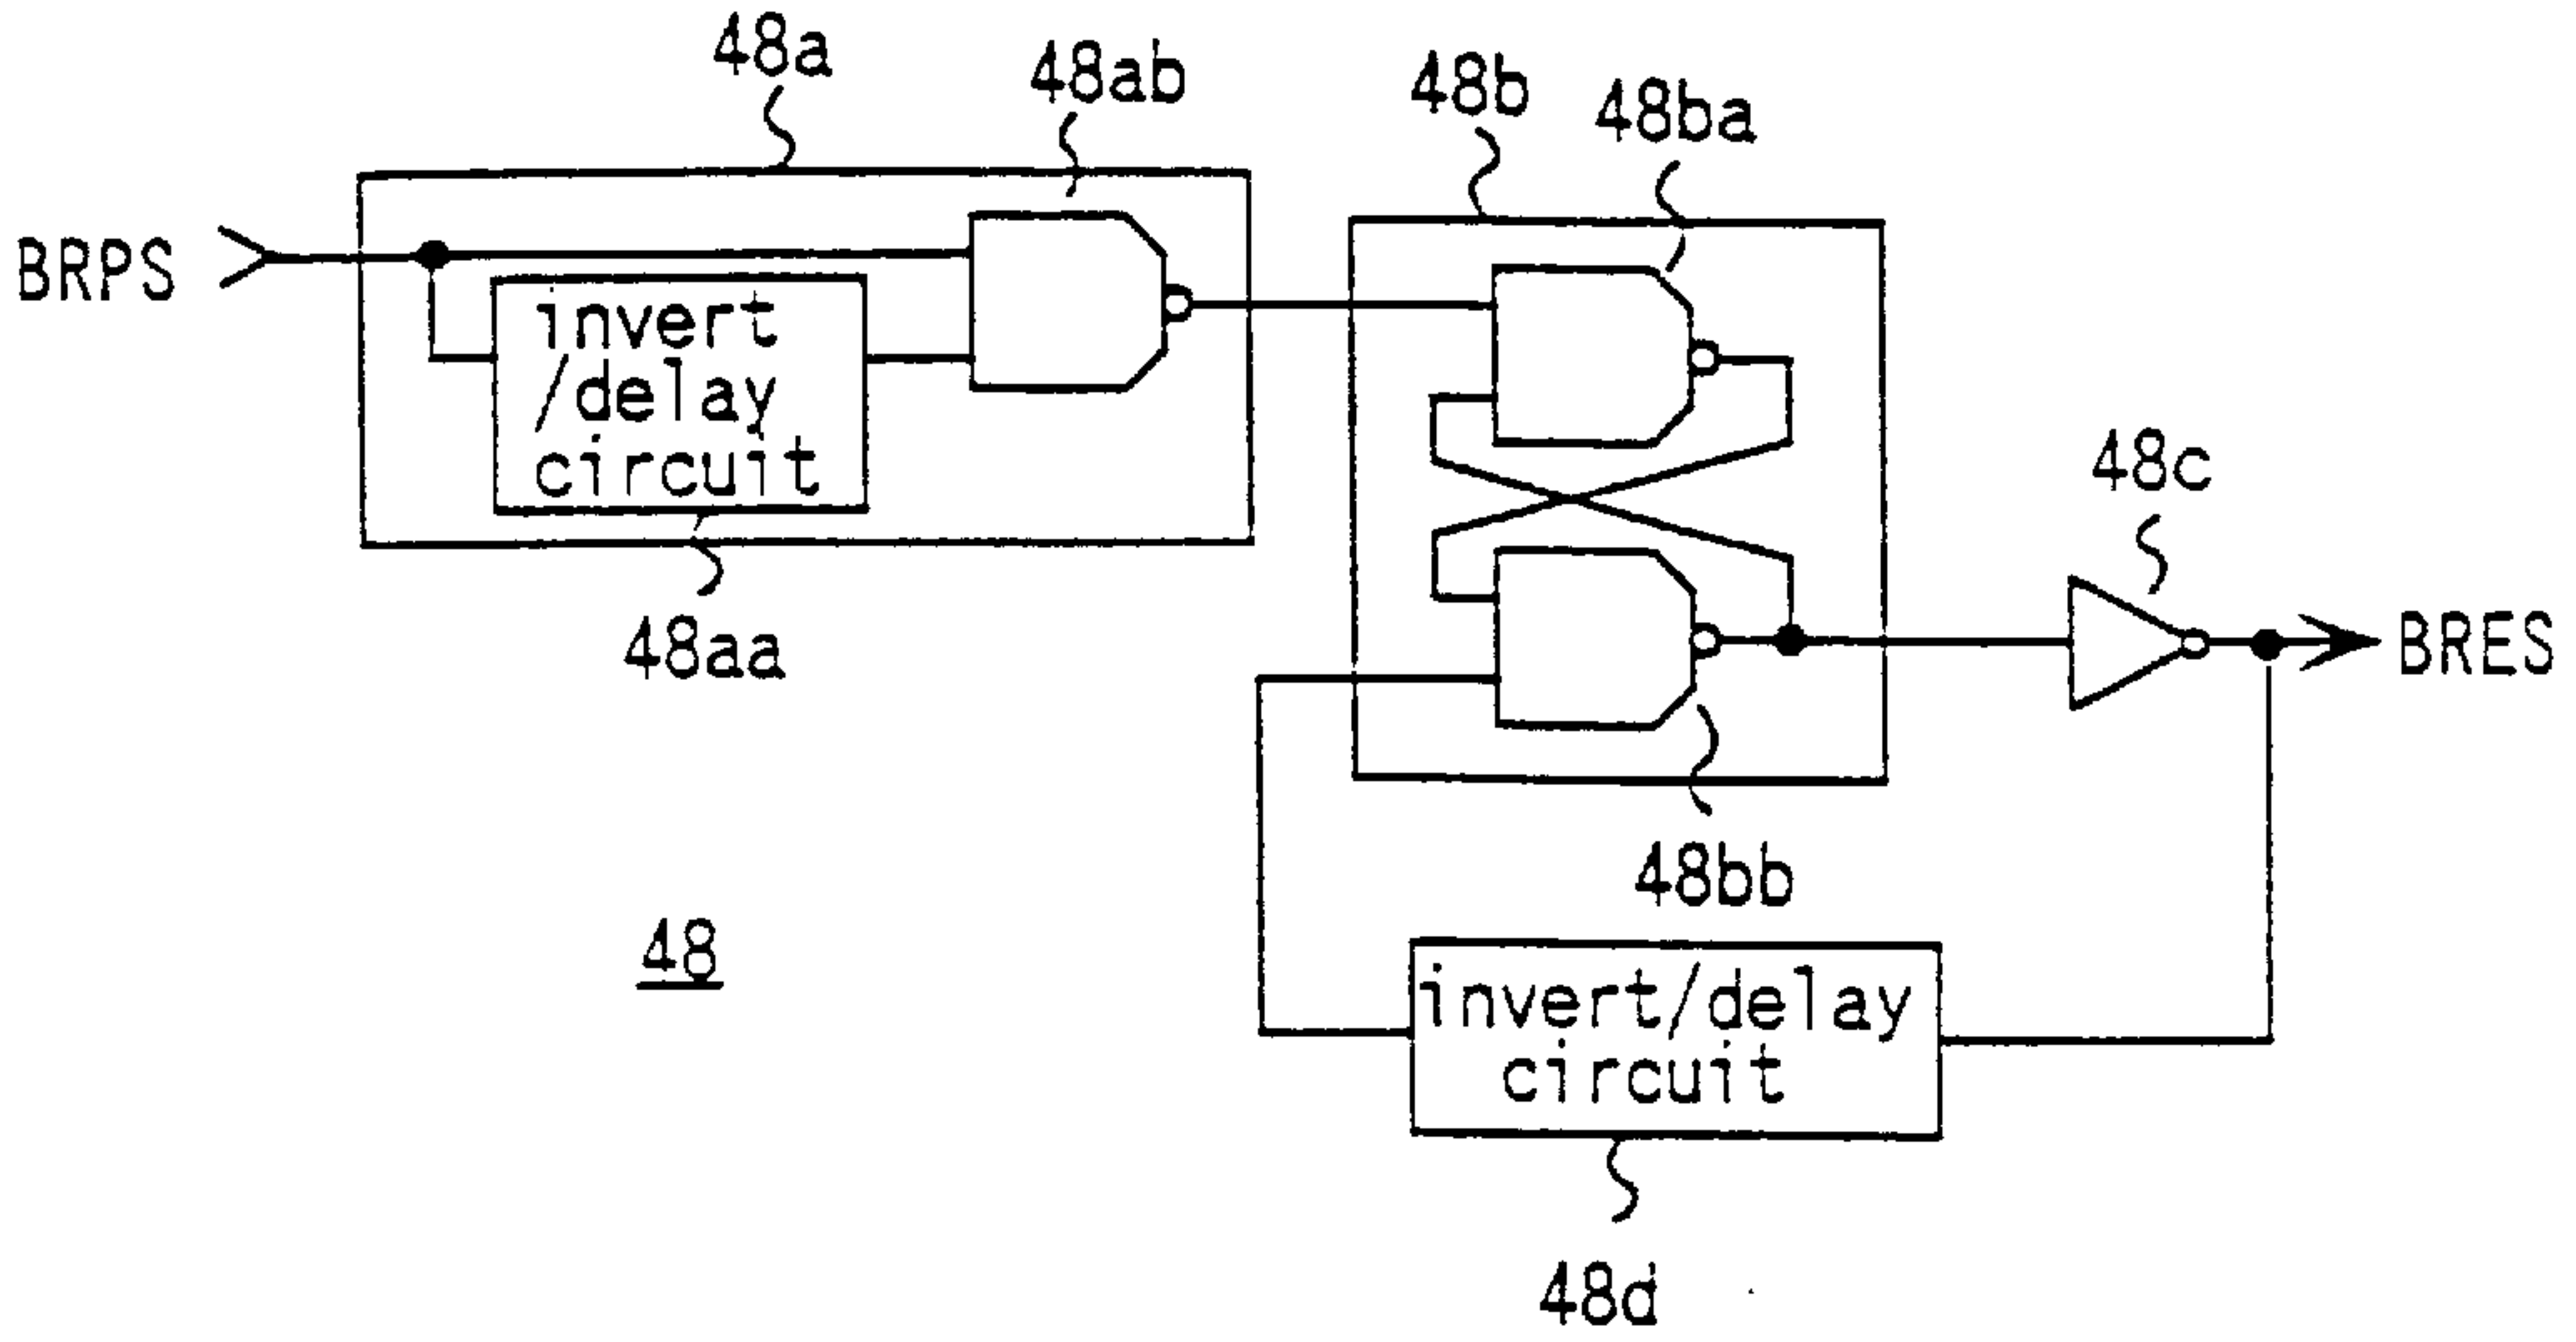 48a
48ab
48b
48ba
BRPS
invert
/delay
circuit
48aa
48c
BRES
48bb
48
invert/delay
circuit
48d